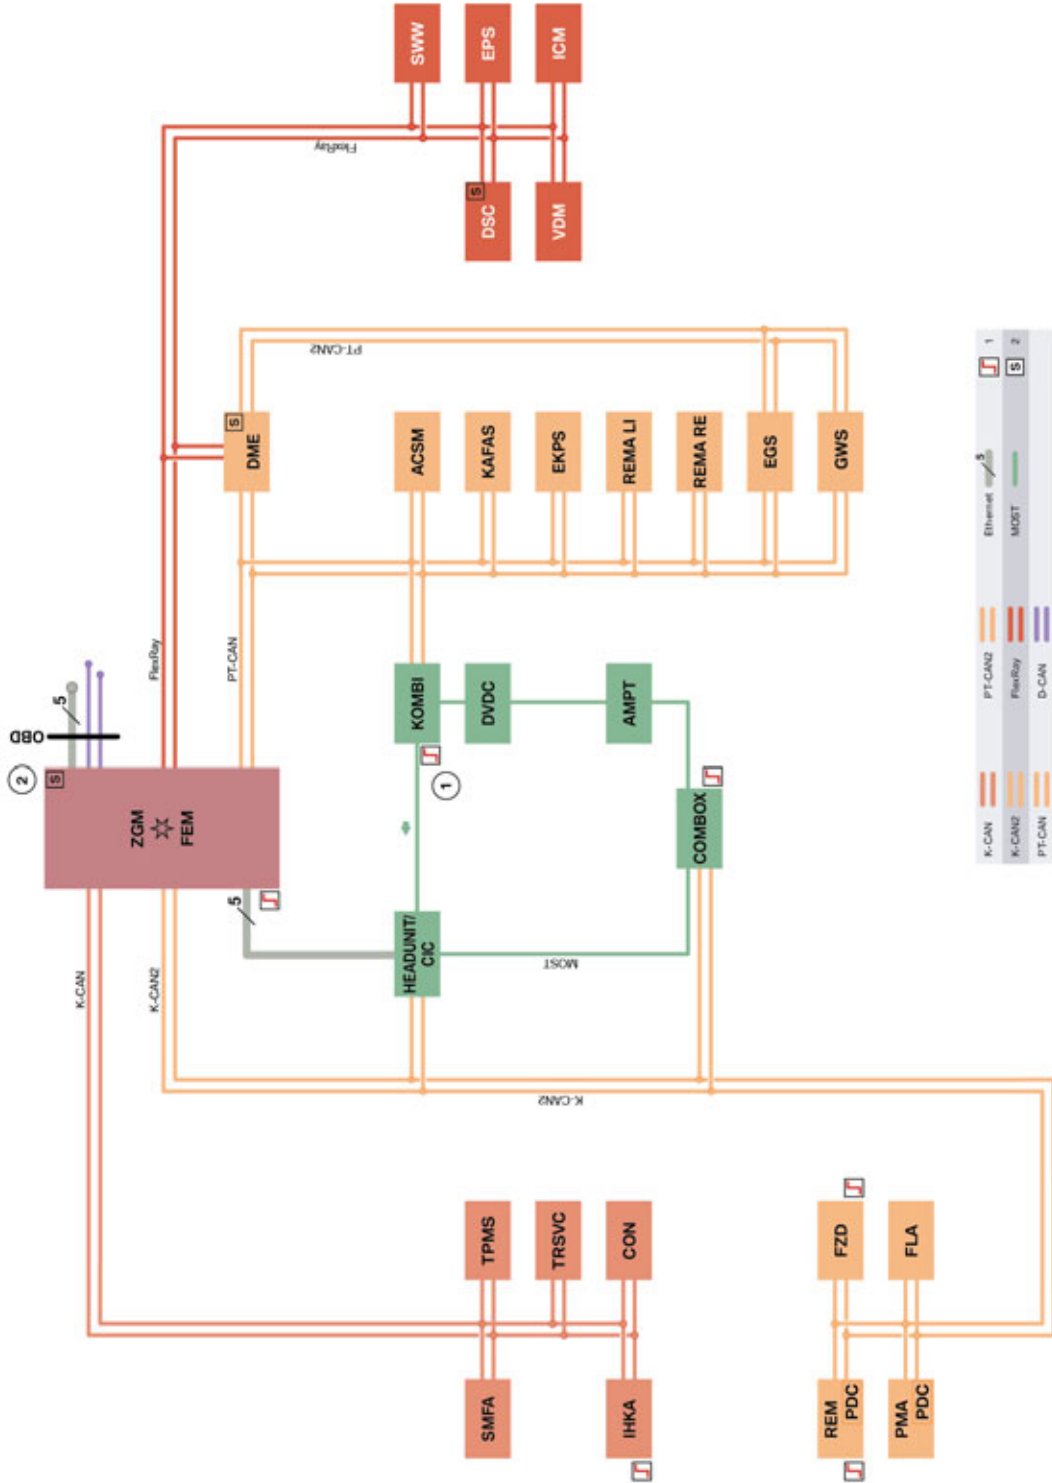 2
OBD
S
5
K-CAN
ZGM
FEM
K-CAN2
FlexRay
5
PT-CAN
S
DME
PT-CAN2
FlexRay
HEADUNIT/
CIC
KOMBI
ACSM
SWW
1
SMFA
TPMS
DVDC
KAFAS
S
DSC
EPS
K-CAN2
MOST
TRSVC
EKPS
VDM
ICM
IHKA
CON
AMPT
REMA LI
COMBOX
REMA RE
EGS
REM
PDC
FZD
GWS
PMA
PDC
FLA
K-CAN PT-CAN2 Ethernet 5 1
K-CAN2 FlexRay MOST S 2
PT-CAN D-CAN